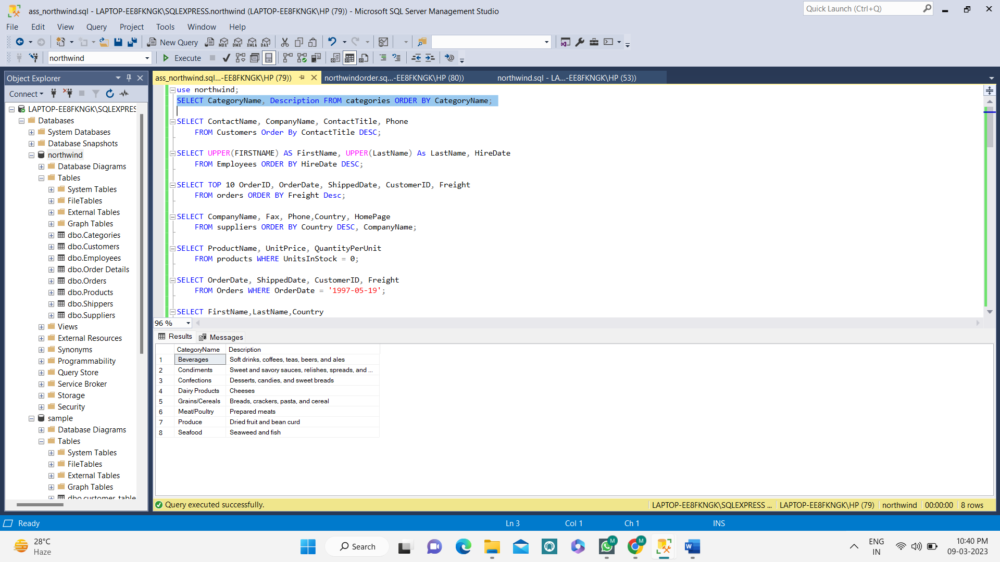 ass_northwind.sql - LAPTOP-EE8FKNGK\SQLEXPRESS.northwind (LAPTOP-EE8FKNGK\HP (79)) - Microsoft SQL Server Management Studio
Quick Launch (Ctrl+Q)
File Edit View Query Project Tools Window Help
New Query
MDX DMX XMLA DAX
northwind
Execute
Object Explorer
Connect
LAPTOP-EE8FKNGK\SQLEXPRES
Databases
System Databases
Database Snapshots
northwind
Database Diagrams
Tables
System Tables
FileTables
External Tables
Graph Tables
dbo.Categories
dbo.Customers
dbo.Employees
dbo.Order Details
dbo.Orders
dbo.Products
dbo.Shippers
dbo.Suppliers
Views
External Resources
Synonyms
Programmability
Query Store
Service Broker
Storage
Security
sample
Database Diagrams
Tables
System Tables
FileTables
External Tables
Graph Tables
dbo.customer_table
ass_northwind.sql...-EE8FKNGK\HP (79))
northwindorder.sq...-EE8FKNGK\HP (80))
northwind.sql - LA...-EE8FKNGK\HP (53))
use northwind;
SELECT CategoryName, Description FROM categories ORDER BY CategoryName;
SELECT ContactName, CompanyName, ContactTitle, Phone
FROM Customers Order By ContactTitle DESC;
SELECT UPPER(FIRSTNAME) AS FirstName, UPPER(LastName) As LastName, HireDate
FROM Employees ORDER BY HireDate DESC;
SELECT TOP 10 OrderID, OrderDate, ShippedDate, CustomerID, Freight
FROM orders ORDER BY Freight Desc;
SELECT CompanyName, Fax, Phone,Country, HomePage
FROM suppliers ORDER BY Country DESC, CompanyName;
SELECT ProductName, UnitPrice, QuantityPerUnit
FROM products WHERE UnitsInStock = 0;
SELECT OrderDate, ShippedDate, CustomerID, Freight
FROM Orders WHERE OrderDate = '1997-05-19';
SELECT FirstName,LastName,Country
96 %
Results Messages
CategoryName Description
1 Beverages Soft drinks, coffees, teas, beers, and ales
2 Condiments Sweet and savory sauces, relishes, spreads, and ...
3 Confections Desserts, candies, and sweet breads
4 Dairy Products Cheeses
5 Grains/Cereals Breads, crackers, pasta, and cereal
6 Meat/Poultry Prepared meats
7 Produce Dried fruit and bean curd
8 Seafood Seaweed and fish
Query executed successfully.
LAPTOP-EE8FKNGK\SQLEXPRESS ... LAPTOP-EE8FKNGK\HP (79) northwind 00:00:00 8 rows
Ready Ln 3 Col 1 Ch 1 INS
28°C
Haze
Search
M
M
W
ENG
IN
10:40 PM
09-03-2023